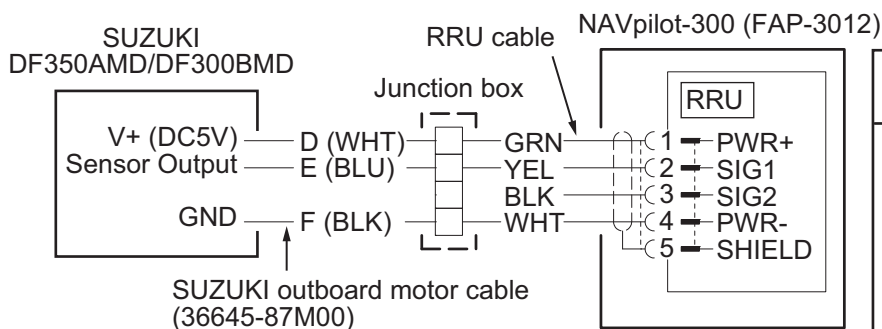 SUZUKI
DF350AMD/DF300BMD
RRU cable
NAVpilot-300 (FAP-3012)
Junction box
RRU
V+ (DC5V)
D (WHT)
GRN
1
PWR+
Sensor Output
E (BLU)
YEL
2
SIG1
BLK
3
SIG2
GND
F (BLK)
WHT
4
PWR-
5
SHIELD
SUZUKI outboard motor cable
(36645-87M00)